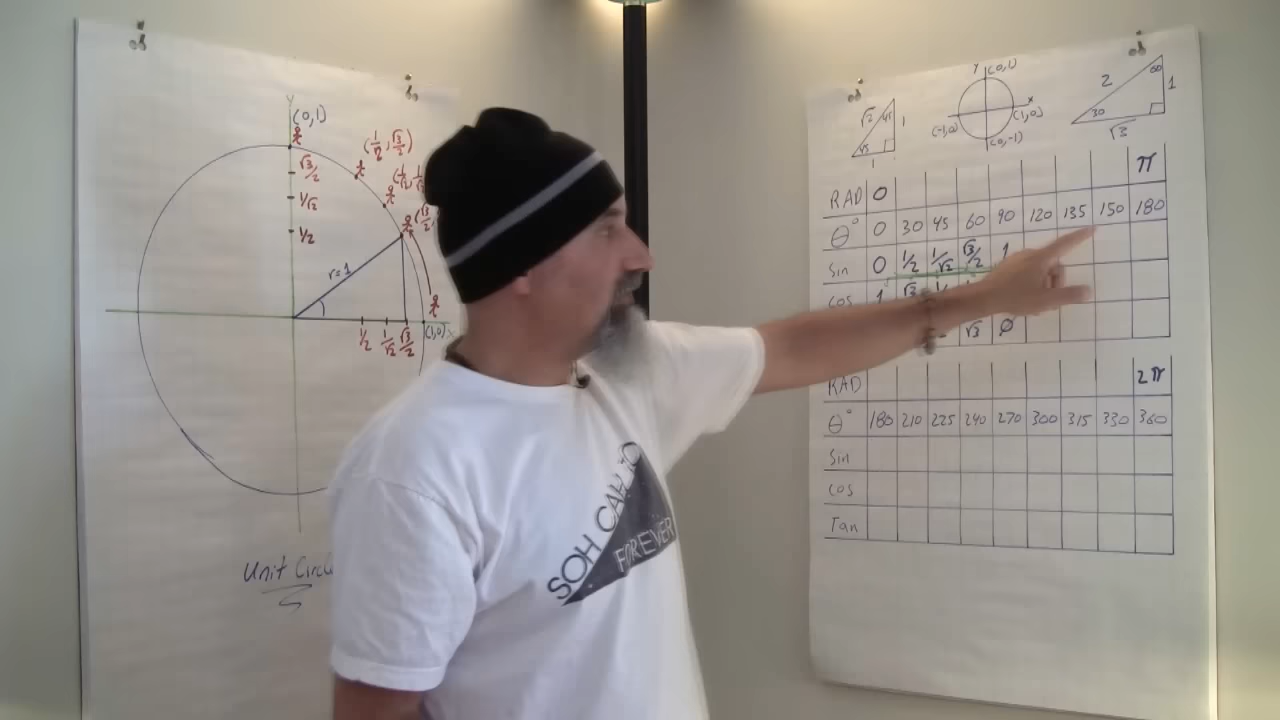 Y
(0,1)
(1/√2, √3/2)
√3/2
1/√2
1/2
r=1
1/2 1/√2 √3/2
(1,0)
Unit Circle
SOH CAH TO
FOREVER
√2 45 1
45
1
Y (0,1)
x
(-1,0) (1,0)
(0,-1)
2 60 1
30
√3
RAD 0 π
θ° 0 30 45 60 90 120 135 150 180
Sin 0 1/2 1/√2 √3/2 1
cos 1 √3
√3 Ø
RAD 2π
θ° 180 210 225 240 270 300 315 330 360
Sin
cos
Tan